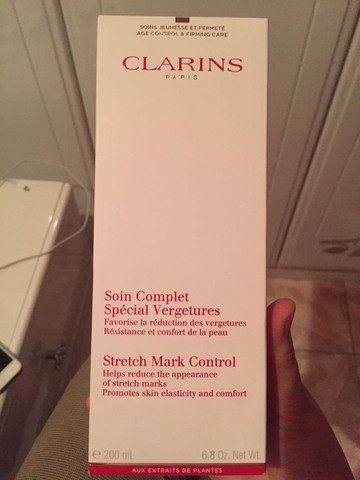 SOINS JEUNESSE ET FERMETÉ
AGE CONTROL & FIRMING CARE
CLARINS
PARIS
Soin Complet
Spécial Vergetures
Favorise la réduction des vergetures
Résistance et confort de la peau
Stretch Mark Control
Helps reduce the appearance
of stretch marks
Promotes skin elasticity and comfort
℮ 200 mL 6.8 Oz. Net Wt.
AUX EXTRAITS DE PLANTES